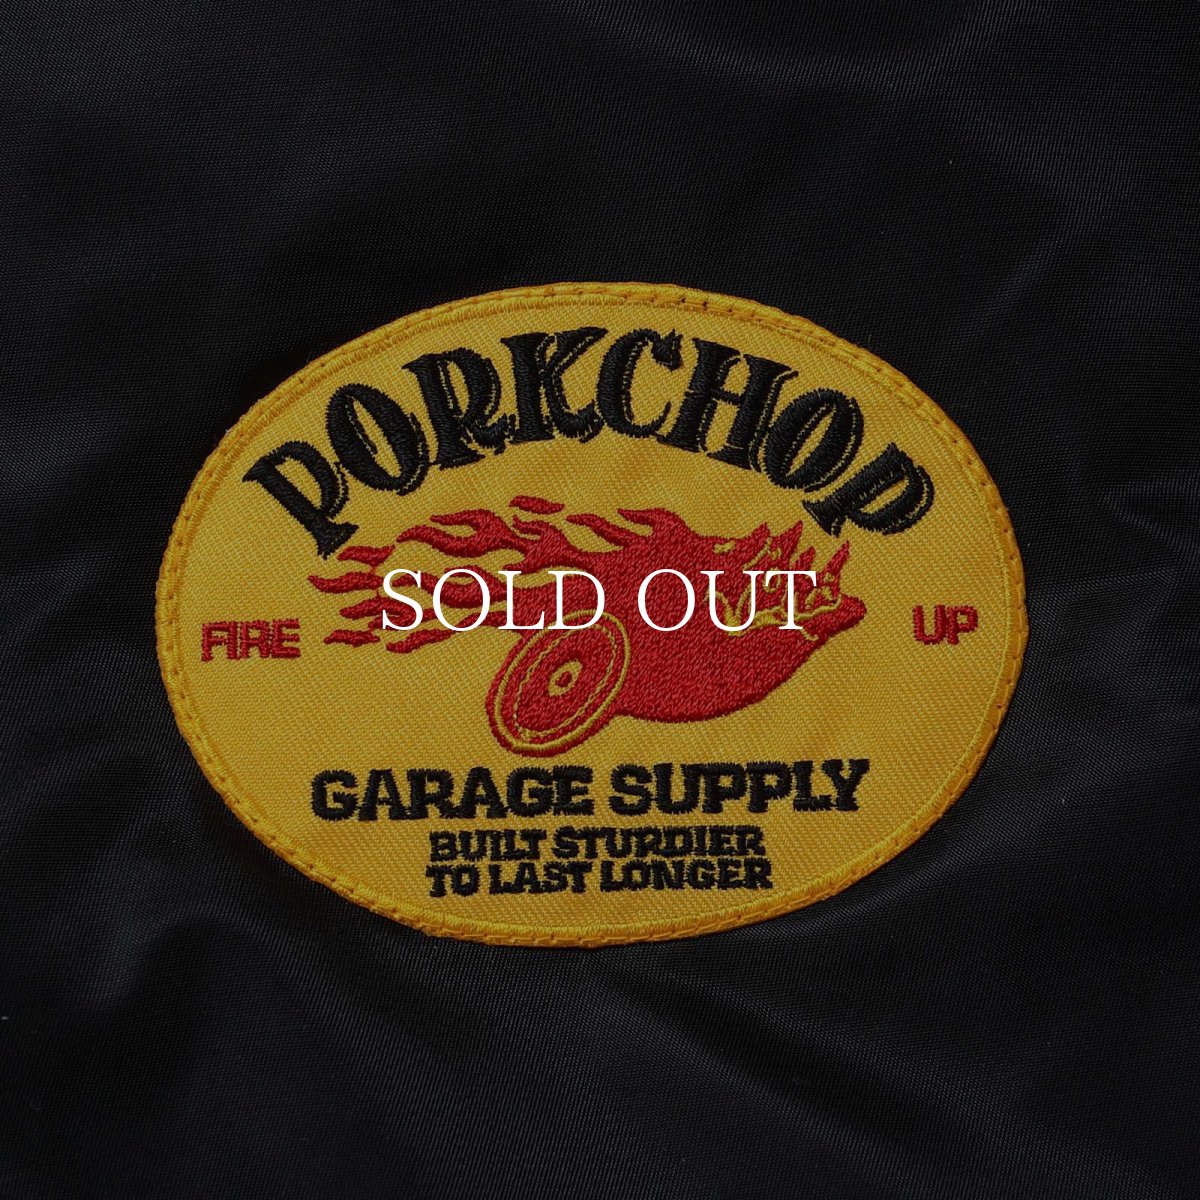 PORKCHOP
SOLD OUT
FIRE UP
GARAGE SUPPLY
BUILT STURDIER
TO LAST LONGER